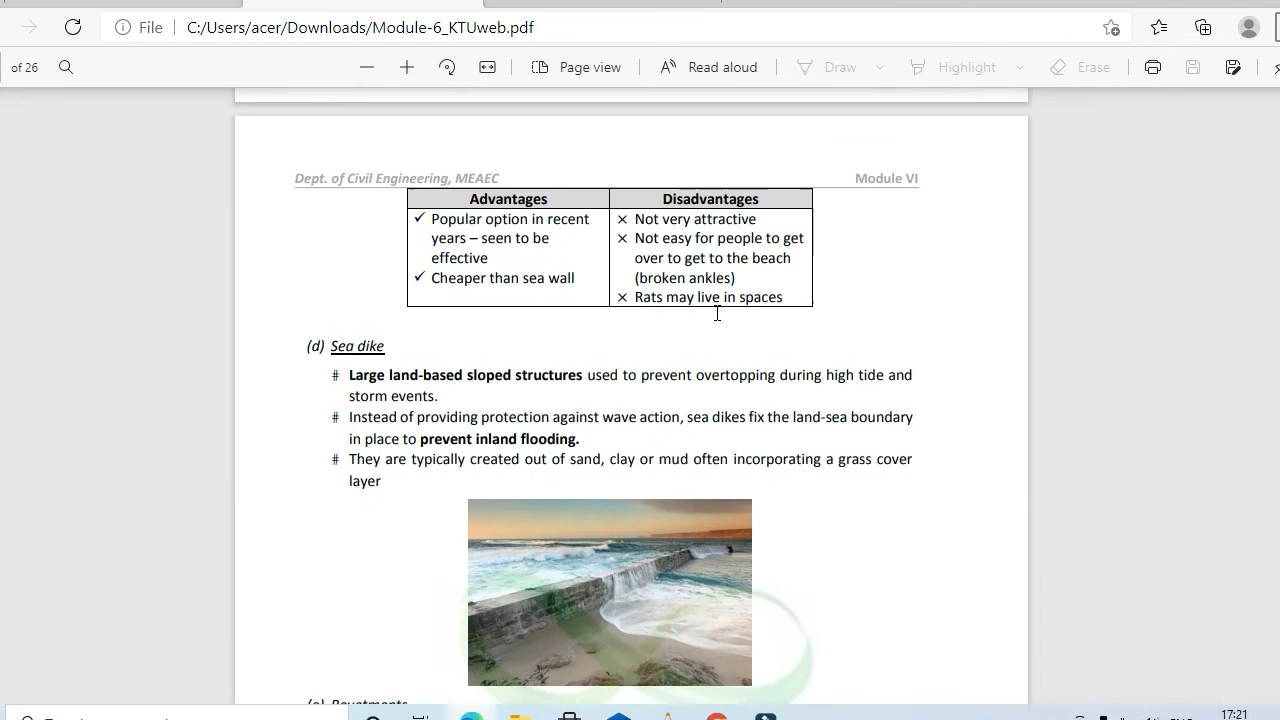 File C:/Users/acer/Downloads/Module-6_KTUweb.pdf
of 26 Page view Read aloud Draw Highlight Erase
Dept. of Civil Engineering, MEAEC Module VI
Advantages Disadvantages
✓ Popular option in recent
years – seen to be
effective
✓ Cheaper than sea wall
× Not very attractive
× Not easy for people to get
over to get to the beach
(broken ankles)
× Rats may live in spaces
(d) Sea dike
# Large land-based sloped structures used to prevent overtopping during high tide and
storm events.
# Instead of providing protection against wave action, sea dikes fix the land-sea boundary
in place to prevent inland flooding.
# They are typically created out of sand, clay or mud often incorporating a grass cover
layer
(e) Revetments
17:21